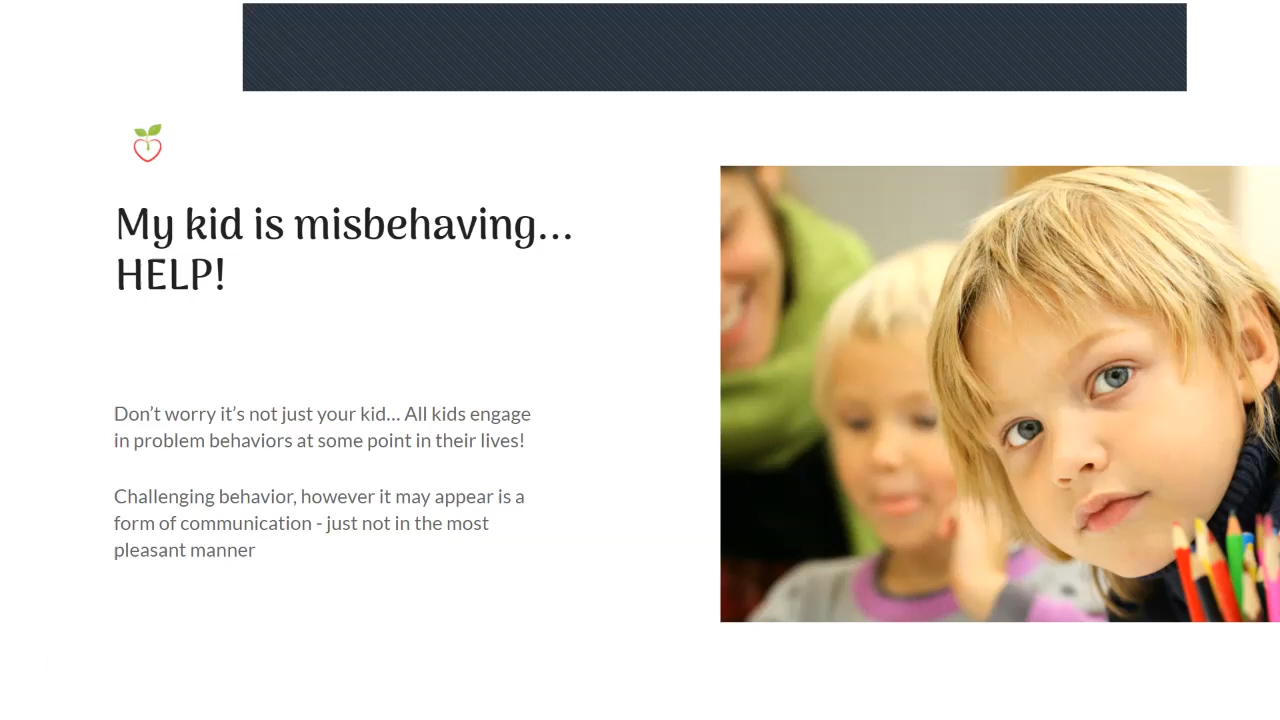 My kid is misbehaving...
HELP!
Don't worry it's not just your kid... All kids engage
in problem behaviors at some point in their lives!
Challenging behavior, however it may appear is a
form of communication - just not in the most
pleasant manner